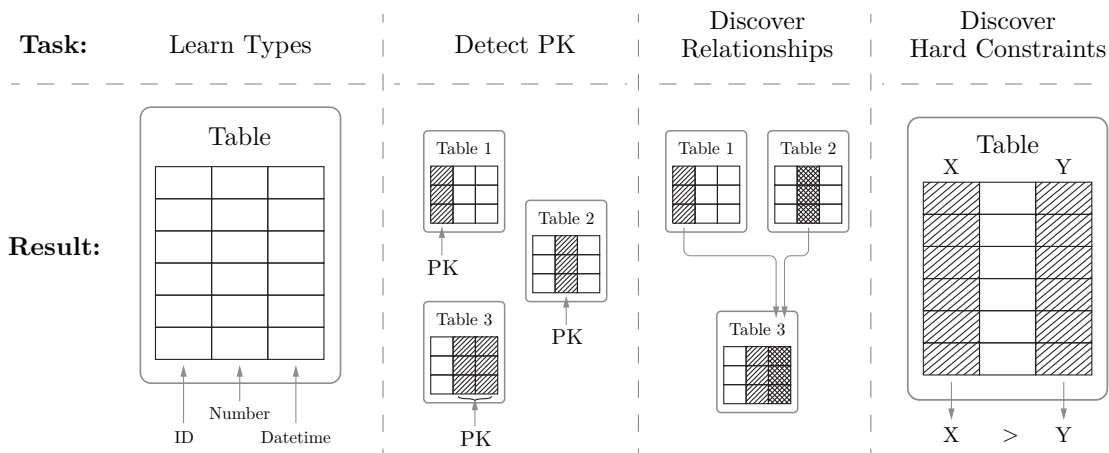 Task:
Learn Types
Detect PK
Discover
Relationships
Discover
Hard Constraints
Result:
Table
ID
Number
Datetime
Table 1
PK
Table 2
PK
Table 3
PK
Table 1
Table 2
Table 3
Table
X Y
X > Y